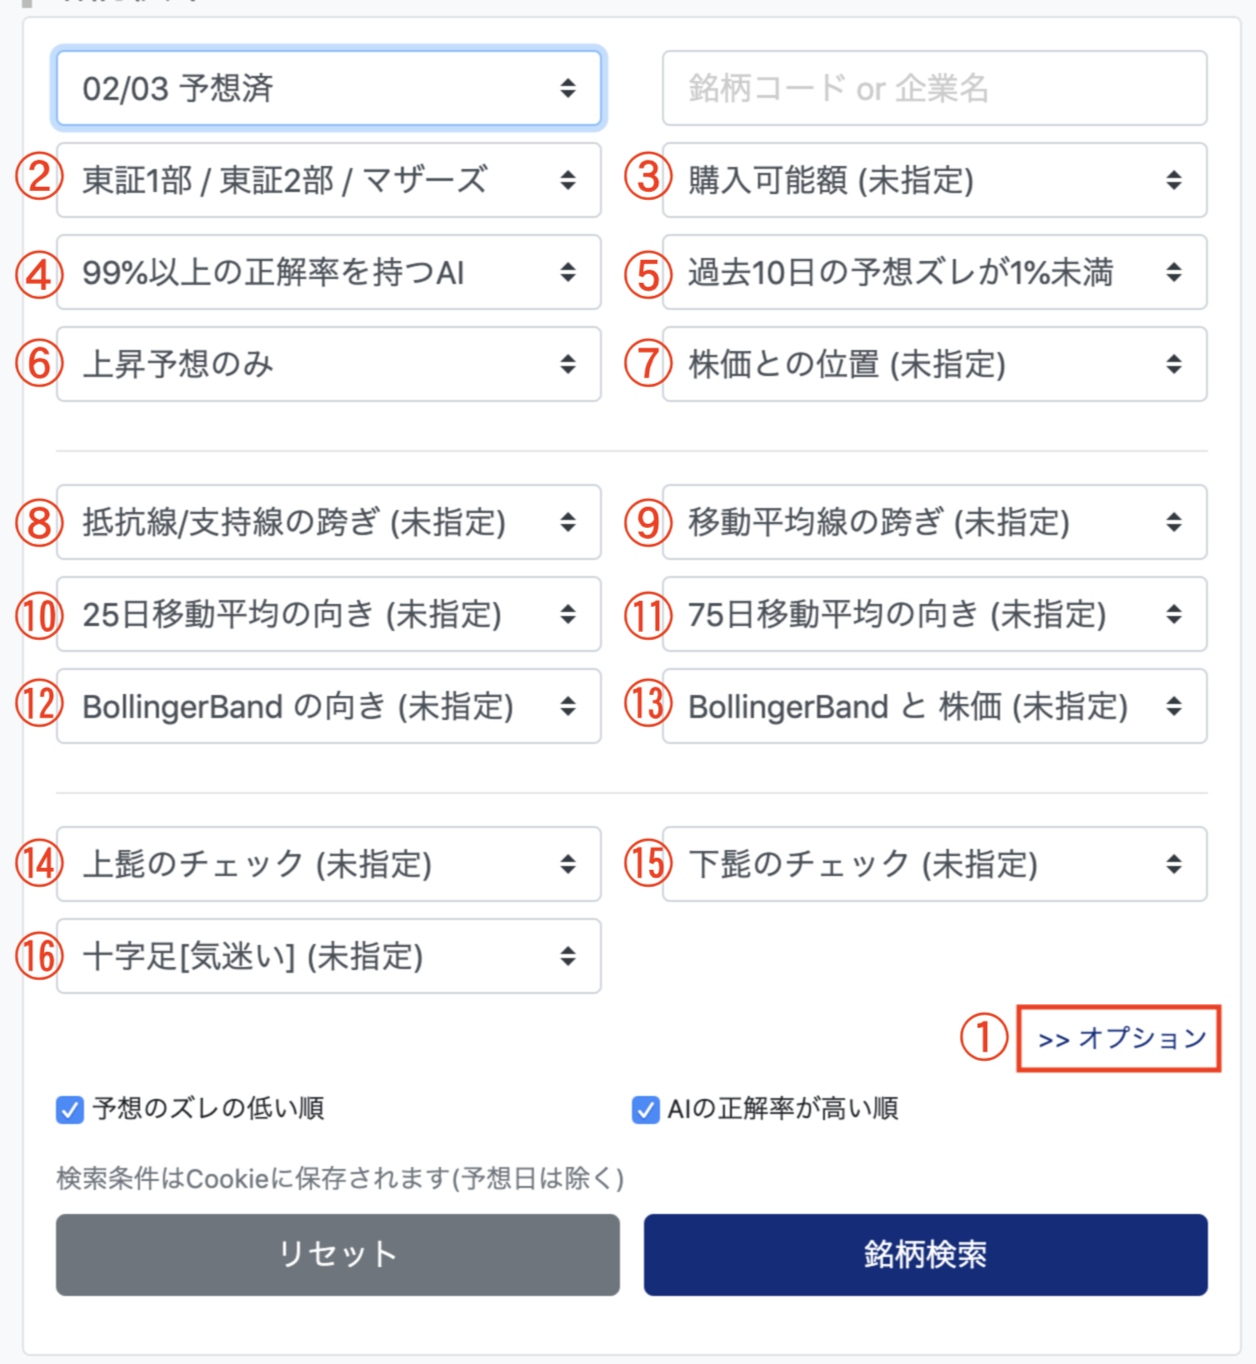 02/03 予想済
銘柄コード or 企業名
② 東証1部 / 東証2部 / マザーズ
③ 購入可能額 (未指定)
④ 99%以上の正解率を持つAI
⑤ 過去10日の予想ズレが1%未満
⑥ 上昇予想のみ
⑦ 株価との位置 (未指定)
⑧ 抵抗線/支持線の跨ぎ (未指定)
⑨ 移動平均線の跨ぎ (未指定)
⑩ 25日移動平均の向き (未指定)
⑪ 75日移動平均の向き (未指定)
⑫ BollingerBand の向き (未指定)
⑬ BollingerBand と 株価 (未指定)
⑭ 上髭のチェック (未指定)
⑮ 下髭のチェック (未指定)
⑯ 十字足[気迷い] (未指定)
① >> オプション
予想のズレの低い順
AIの正解率が高い順
検索条件はCookieに保存されます(予想日は除く)
リセット
銘柄検索